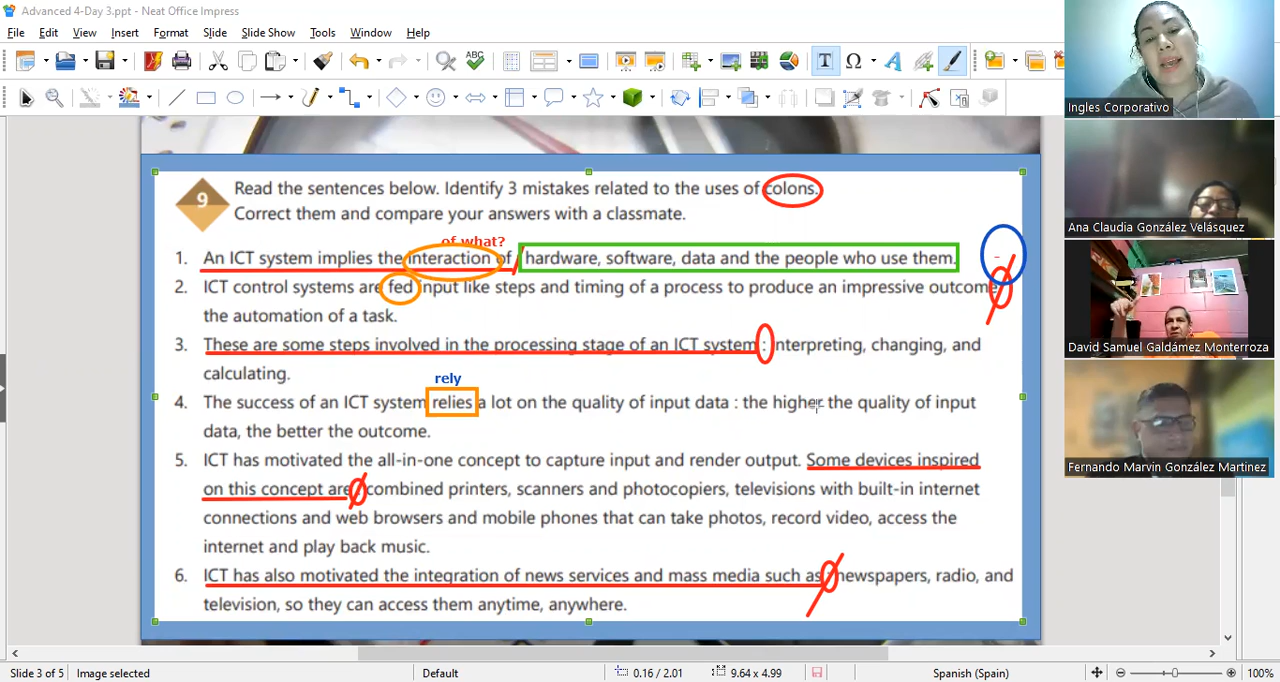 Advanced 4-Day 3.ppt - Neat Office Impress
File Edit View Insert Format Slide Slide Show Tools Window Help
ABC
Ingles Corporativo
Ana Claudia González Velásquez
David Samuel Galdámez Monterroza
Fernando Marvin González Martinez
9
Read the sentences below. Identify 3 mistakes related to the uses of colons.
Correct them and compare your answers with a classmate.
of what?
1. An ICT system implies the interaction of hardware, software, data and the people who use them.
2. ICT control systems are fed input like steps and timing of a process to produce an impressive outcome
the automation of a task.
3. These are some steps involved in the processing stage of an ICT system : interpreting, changing, and
calculating.
rely
4. The success of an ICT system relies a lot on the quality of input data : the higher the quality of input
data, the better the outcome.
5. ICT has motivated the all-in-one concept to capture input and render output. Some devices inspired
on this concept are : combined printers, scanners and photocopiers, televisions with built-in internet
connections and web browsers and mobile phones that can take photos, record video, access the
internet and play back music.
6. ICT has also motivated the integration of news services and mass media such as : newspapers, radio, and
television, so they can access them anytime, anywhere.
Slide 3 of 5 Image selected Default 0.16 / 2.01 9.64 x 4.99 Spanish (Spain) 100%